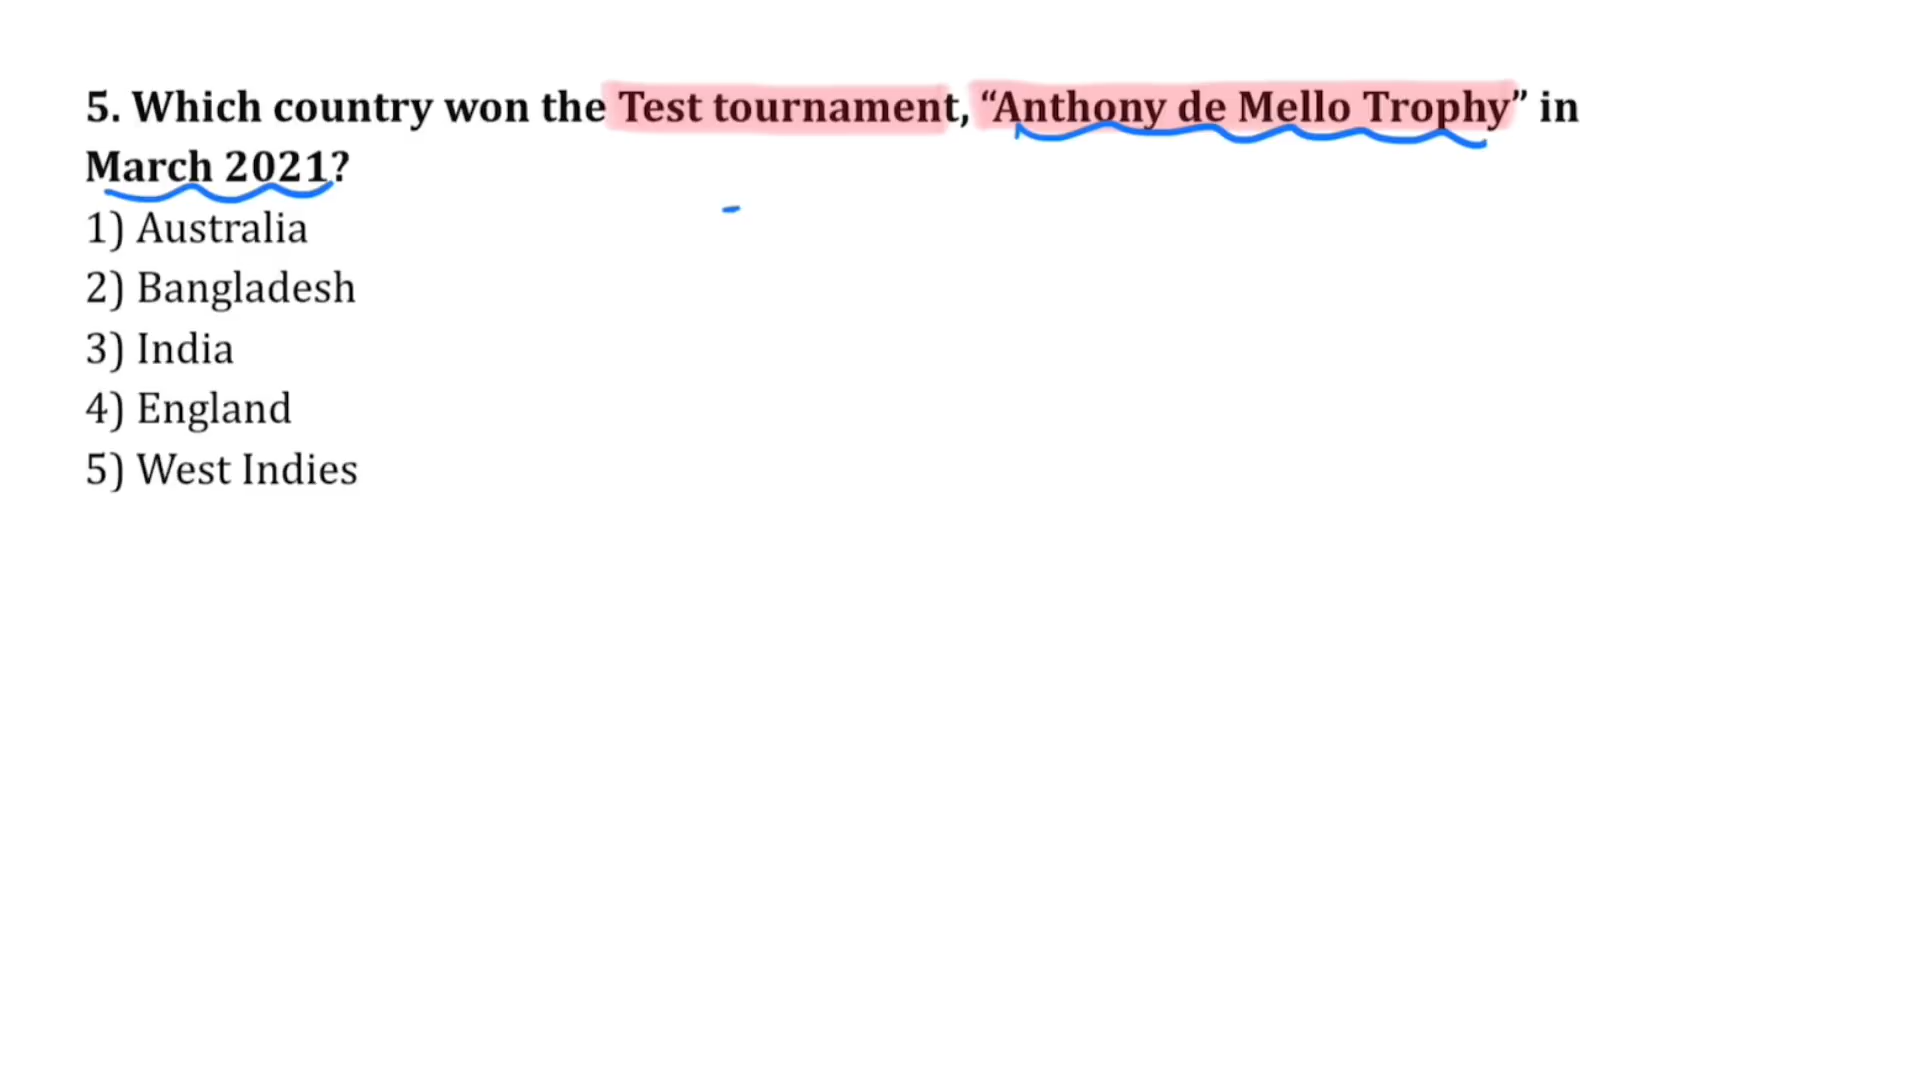 5. Which country won the Test tournament, “Anthony de Mello Trophy” in
March 2021?
1) Australia
2) Bangladesh
3) India
4) England
5) West Indies